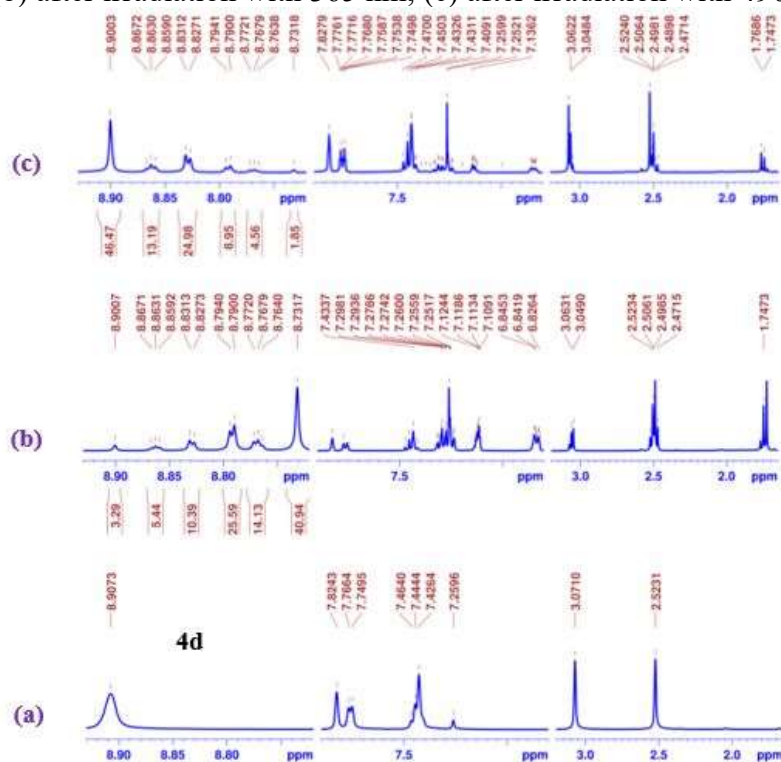 after irradiation with 365 nm, (c) after irradiation with
8.9003 8.8672 8.8630 8.8590 8.8312 8.8271 8.7941 8.7900 8.7721 8.7679 8.7638 8.7318 7.8279 7.7761 7.7716 7.7680 7.7587 7.7538 7.7498 7.4700 7.4503 7.4326 7.4311 7.4091 7.2599 7.2521 7.1362 3.0622 3.0484 2.5240 2.5064 2.4981 2.4898 2.4714 1.7686 1.7473
(c)
8.90 8.85 8.80 ppm 7.5 ppm 3.0 2.5 2.0 ppm
46.47 13.19 24.98 8.95 4.56 1.85
8.9007 8.8671 8.8631 8.8592 8.8313 8.8273 8.7940 8.7900 8.7720 8.7679 8.7640 8.7317 7.4337 7.2981 7.2936 7.2786 7.2742 7.2600 7.2559 7.2517 7.1244 7.1186 7.1134 7.1091 6.8453 6.8419 6.8264 3.0631 3.0490 2.5234 2.5061 2.4985 2.4715 1.7473
(b)
8.90 8.85 8.80 ppm 7.5 ppm 3.0 2.5 2.0 ppm
3.29 5.44 10.39 25.59 14.13 40.94
8.9073 7.8243 7.7664 7.7495 7.4640 7.4444 7.4264 7.2596 3.0710 2.5231
4d
(a)
8.90 8.85 8.80 ppm 7.5 ppm 3.0 2.5 2.0 ppm